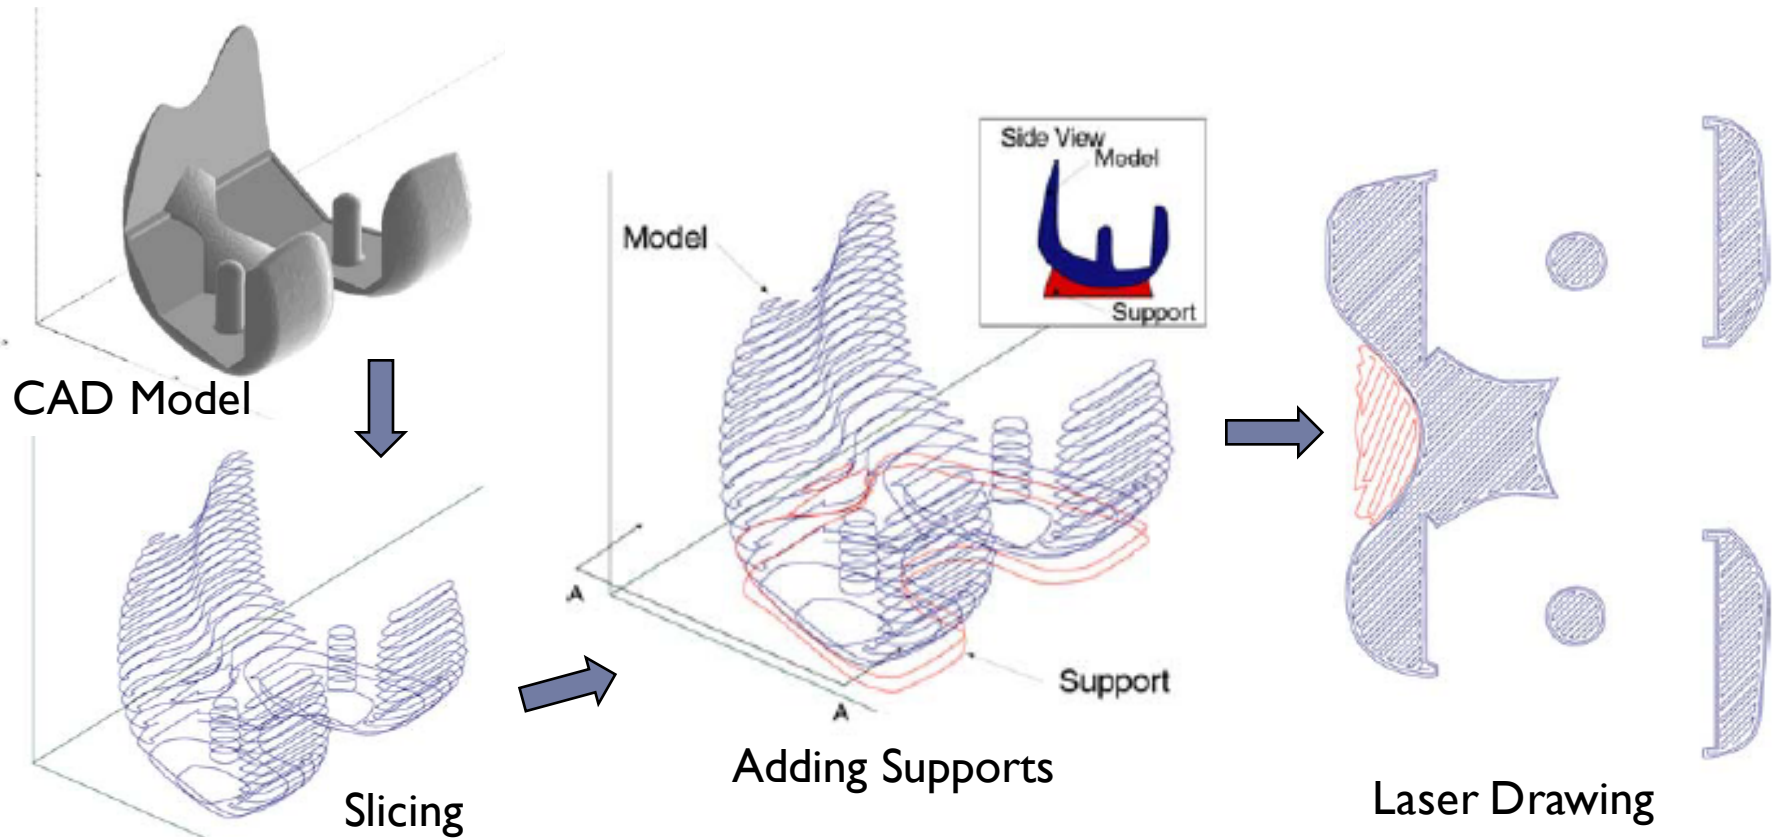 CAD Model
Slicing
Model
Side View
Model
Support
A
A
Support
Adding Supports
Laser Drawing